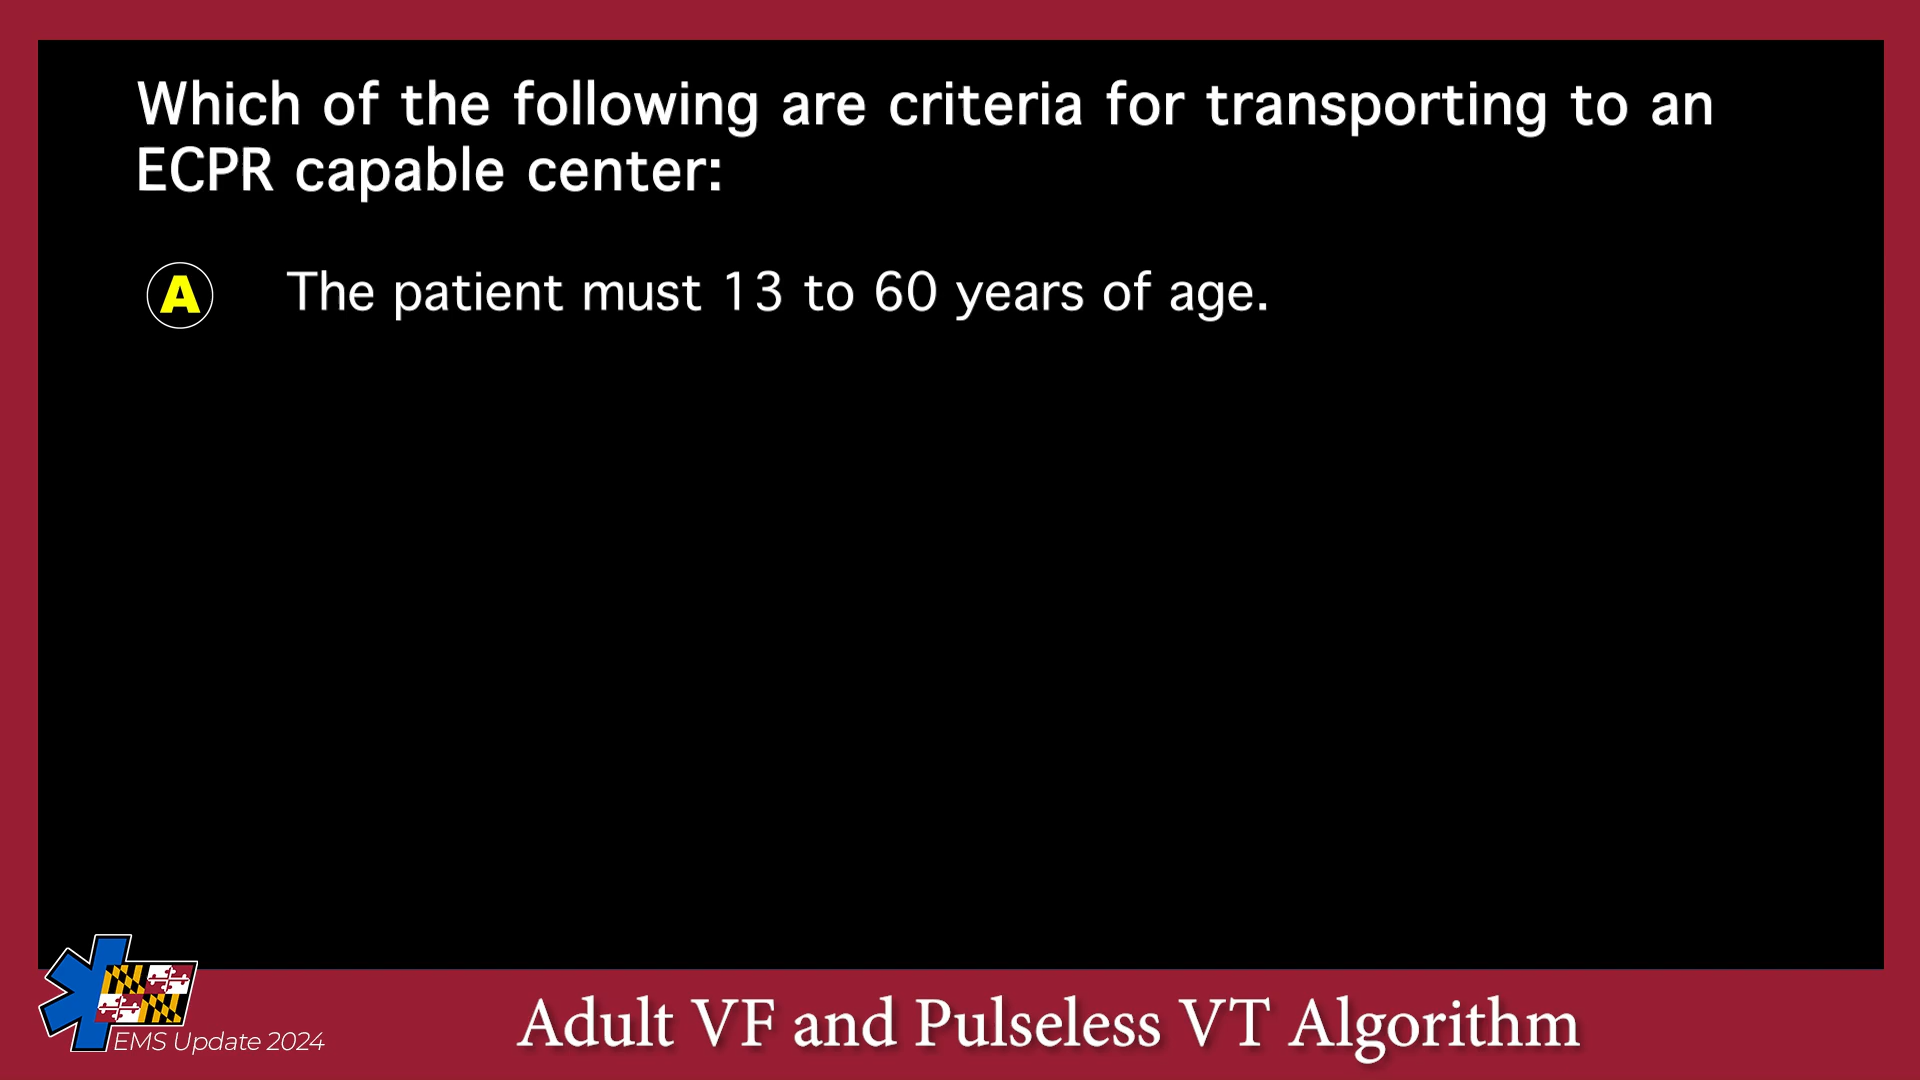 Which of the following are criteria for transporting to an
ECPR capable center:
A The patient must 13 to 60 years of age.
EMS Update 2024
Adult VF and Pulseless VT Algorithm